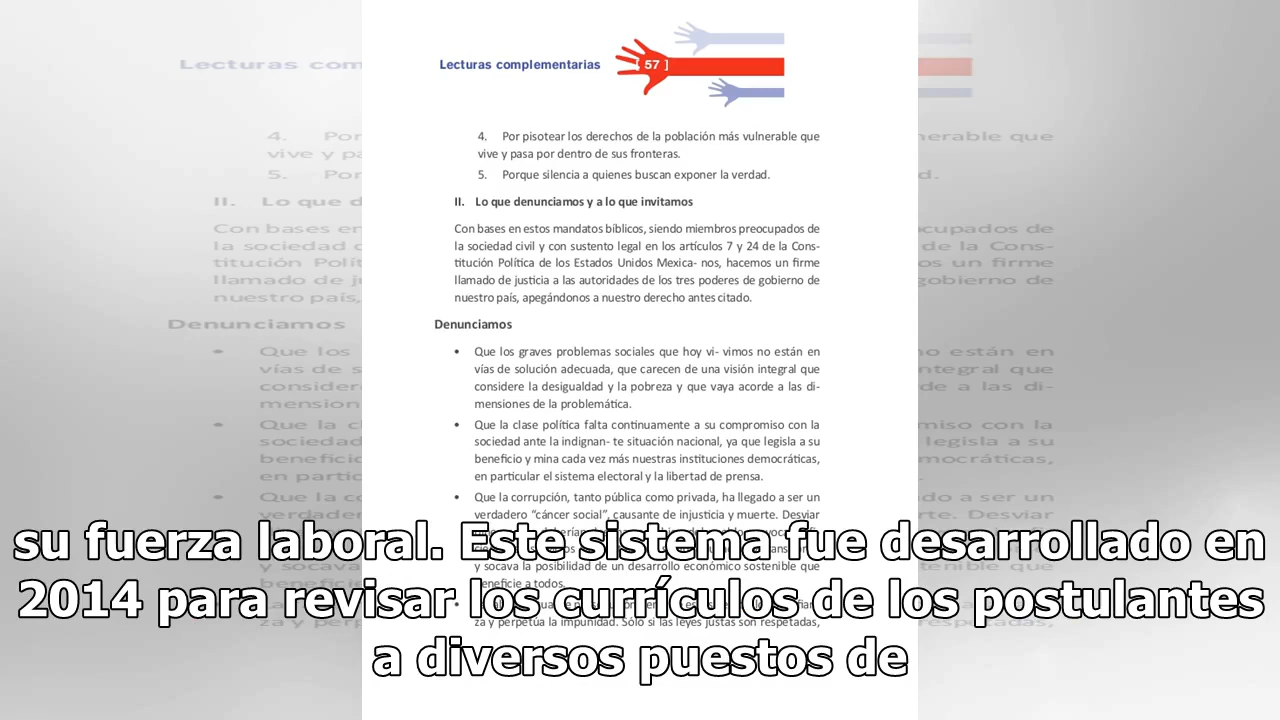 Lecturas complementarias [ 57 ]
4. Por pisotear los derechos de la población más vulnerable que
vive y pasa por dentro de sus fronteras.
5. Porque silencia a quienes buscan exponer la verdad.
II. Lo que denunciamos y a lo que invitamos
Con bases en estos mandatos bíblicos, siendo miembros preocupados de
la sociedad civil y con sustento legal en los artículos 7 y 24 de la Cons-
titución Política de los Estados Unidos Mexica- nos, hacemos un firme
llamado de justicia a las autoridades de los tres poderes de gobierno de
nuestro país, apegándonos a nuestro derecho antes citado.
Denunciamos
• Que los graves problemas sociales que hoy vi- vimos no están en
vías de solución adecuada, que carecen de una visión integral que
considere la desigualdad y la pobreza y que vaya acorde a las di-
mensiones de la problemática.
• Que la clase política falta continuamente a su compromiso con la
sociedad ante la indignan- te situación nacional, ya que legisla a su
beneficio y mina cada vez más nuestras instituciones democráticas,
en particular el sistema electoral y la libertad de prensa.
• Que la corrupción, tanto pública como privada, ha llegado a ser un
verdadero “cáncer social”, causante de injusticia y muerte. Desviar
y socava la posibilidad de un desarrollo económico sostenible que
beneficie a todos.
za y perpetúa la impunidad. Sólo si las leyes justas son respetadas,
su fuerza laboral. Este sistema fue desarrollado en
2014 para revisar los currículos de los postulantes
a diversos puestos de